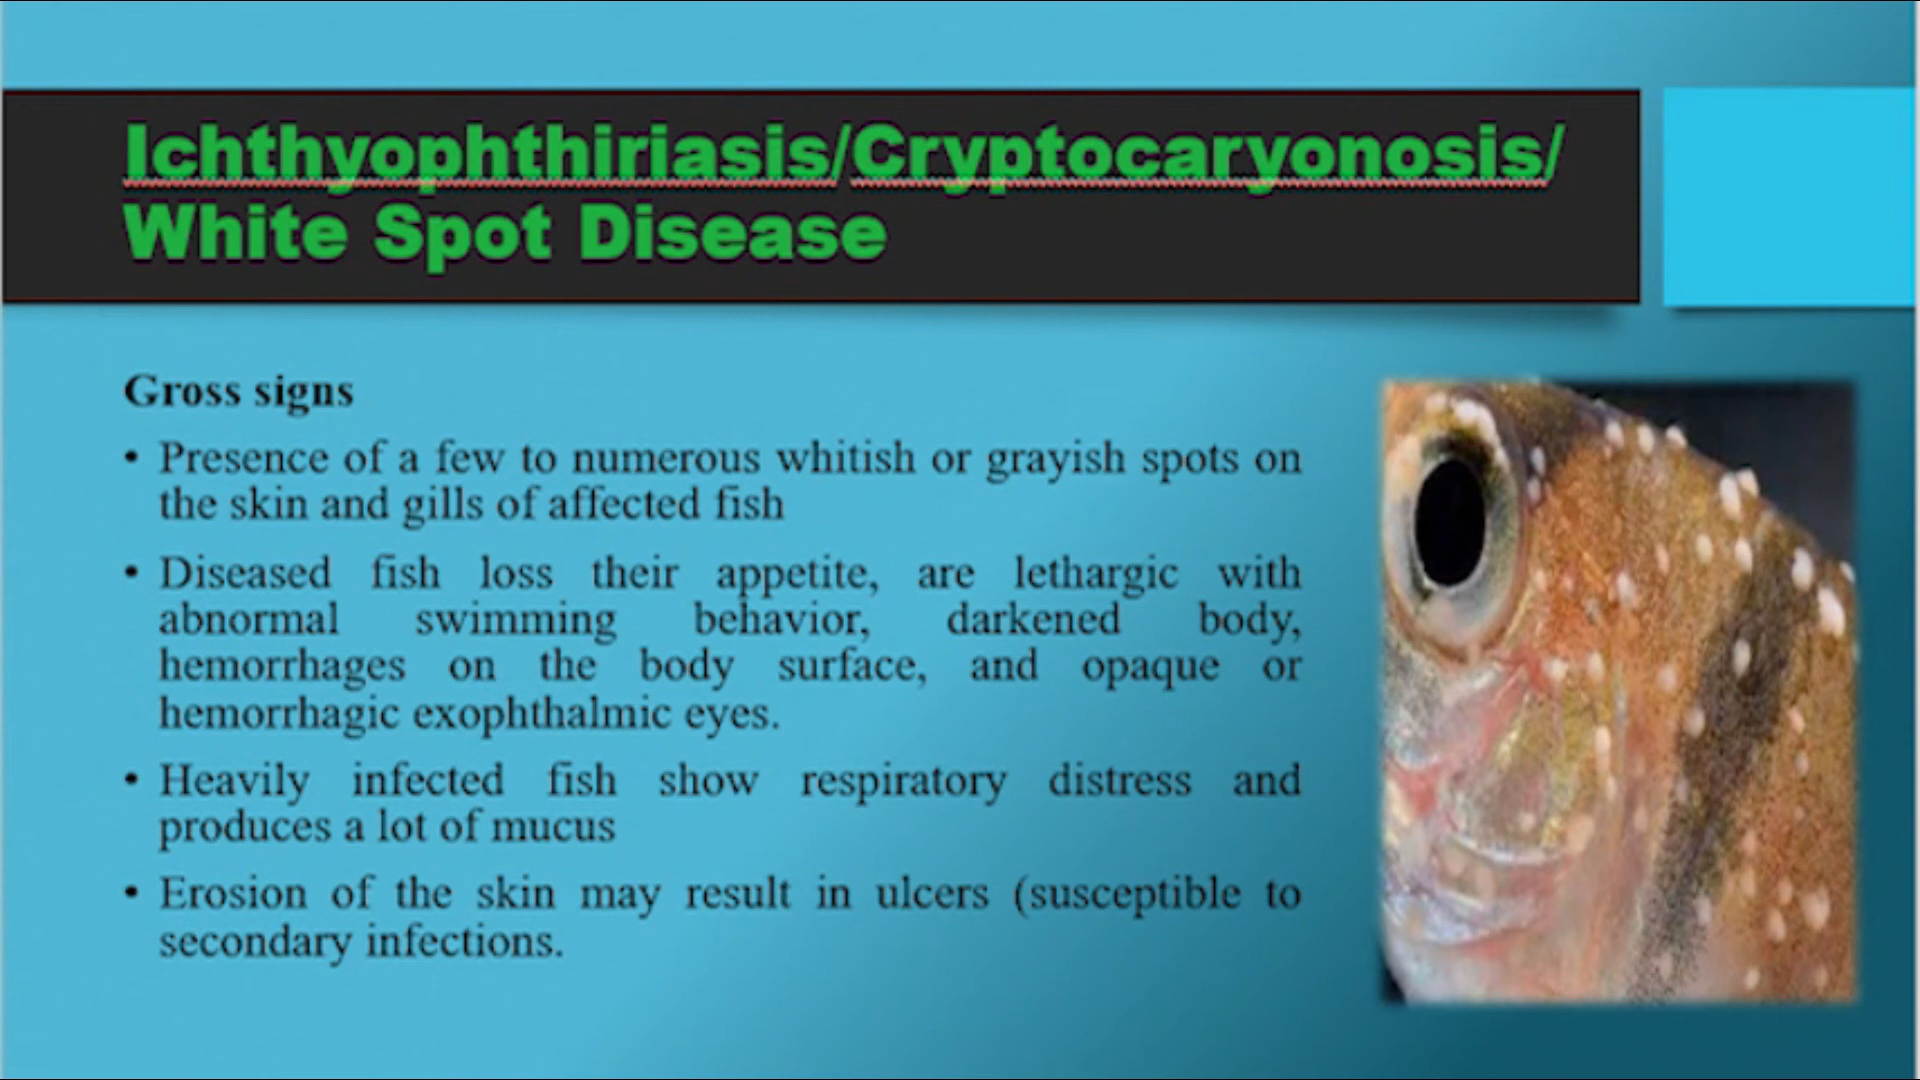 Ichthyophthiriasis/Cryptocaryonosis/
White Spot Disease
Gross signs
• Presence of a few to numerous whitish or grayish spots on
the skin and gills of affected fish
• Diseased fish loss their appetite, are lethargic with
abnormal swimming behavior, darkened body,
hemorrhages on the body surface, and opaque or
hemorrhagic exophthalmic eyes.
• Heavily infected fish show respiratory distress and
produces a lot of mucus
• Erosion of the skin may result in ulcers (susceptible to
secondary infections.